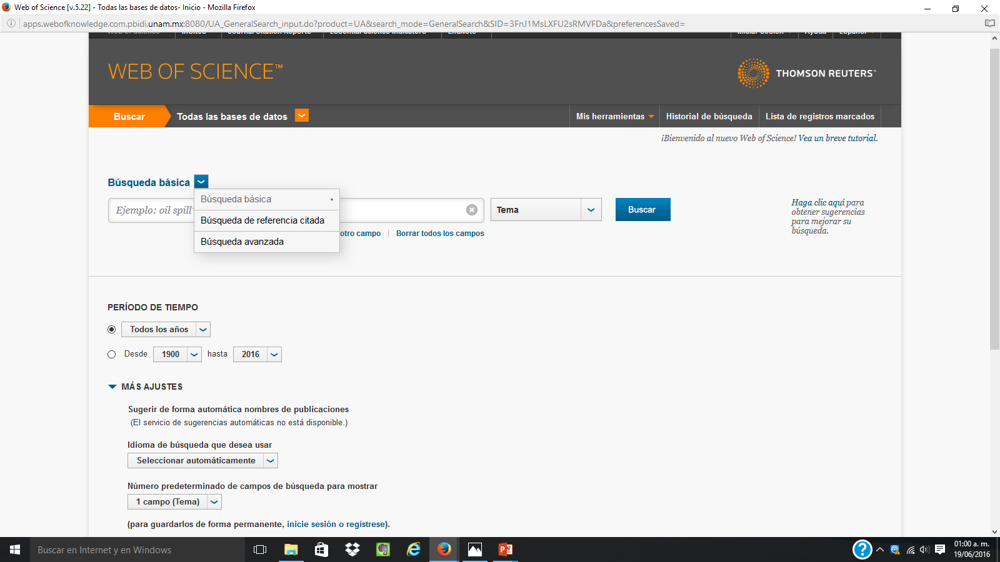 Web of Science [v.5.22] - Todas las bases de datos- Inicio - Mozilla Firefox
apps.webofknowledge.com.pbidi.unam.mx:8080/UA_GeneralSearch_input.do?product=UA&search_mode=GeneralSearch&SID=3FnJ1MsLXFU2sRMVFDa&preferencesSaved=
WEB OF SCIENCE™
THOMSON REUTERS™
Buscar
Todas las bases de datos
Mis herramientas
Historial de búsqueda
Lista de registros marcados
¡Bienvenido al nuevo Web of Science! Vea un breve tutorial.
Búsqueda básica
Búsqueda básica
Búsqueda de referencia citada
Búsqueda avanzada
Ejemplo: oil spill*
Tema
Buscar
otro campo | Borrar todos los campos
Haga clic aquí para
obtener sugerencias
para mejorar su
búsqueda.
PERÍODO DE TIEMPO
Todos los años
Desde 1900 hasta 2016
MÁS AJUSTES
Sugerir de forma automática nombres de publicaciones
(El servicio de sugerencias automáticas no está disponible.)
Idioma de búsqueda que desea usar
Seleccionar automáticamente
Número predeterminado de campos de búsqueda para mostrar
1 campo (Tema)
(para guardarlos de forma permanente, inicie sesión o regístrese).
Buscar en Internet y en Windows
01:00 a. m.
19/06/2016